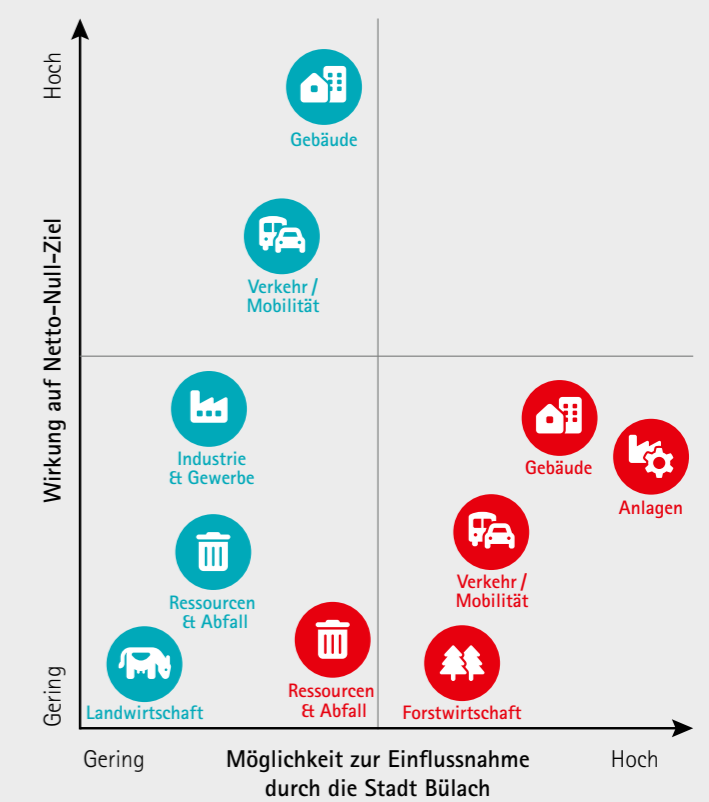 Hoch
Wirkung auf Netto-Null-Ziel
Gering
Gebäude
Verkehr /
Mobilität
Industrie
& Gewerbe
Ressourcen
& Abfall
Landwirtschaft
Gebäude
Anlagen
Verkehr /
Mobilität
Ressourcen
& Abfall
Forstwirtschaft
Gering
Möglichkeit zur Einflussnahme
durch die Stadt Bülach
Hoch